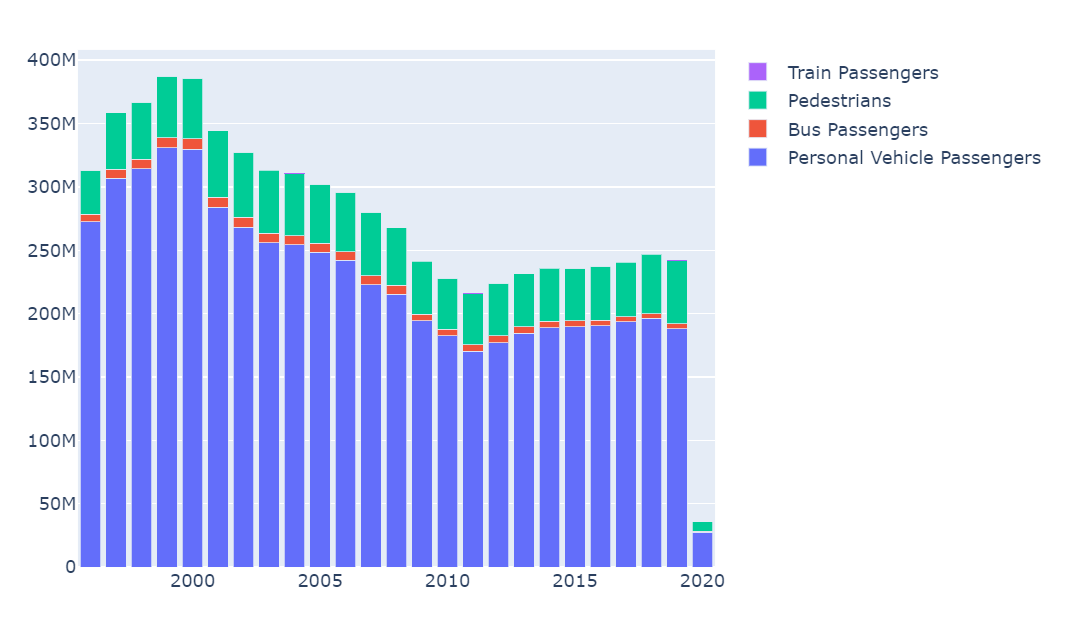 400M
350M
300M
250M
200M
150M
100M
50M
0
2000
2005
2010
2015
2020
Train Passengers
Pedestrians
Bus Passengers
Personal Vehicle Passengers